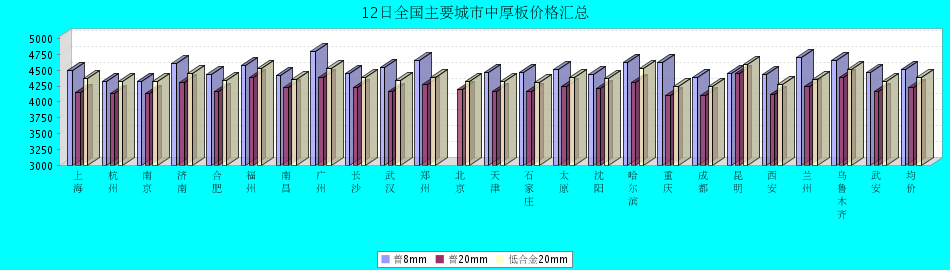 12日全国主要城市中厚板价格汇总
5000
4750
4500
4250
4000
3750
3500
3250
3000
上海
杭州
南京
济南
合肥
福州
南昌
广州
长沙
武汉
郑州
北京
天津
石家庄
太原
沈阳
哈尔滨
重庆
成都
昆明
西安
兰州
乌鲁木齐
武安
均价
普8mm
普20mm
低合金20mm